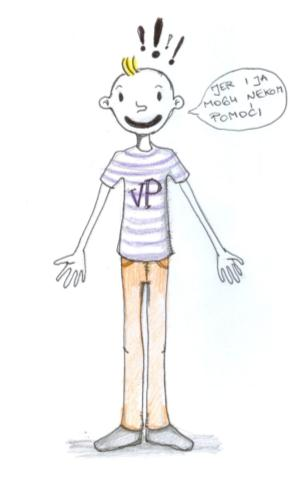 !!!!
JER I JA
MOGU NEKOM
POMOĆI
VP